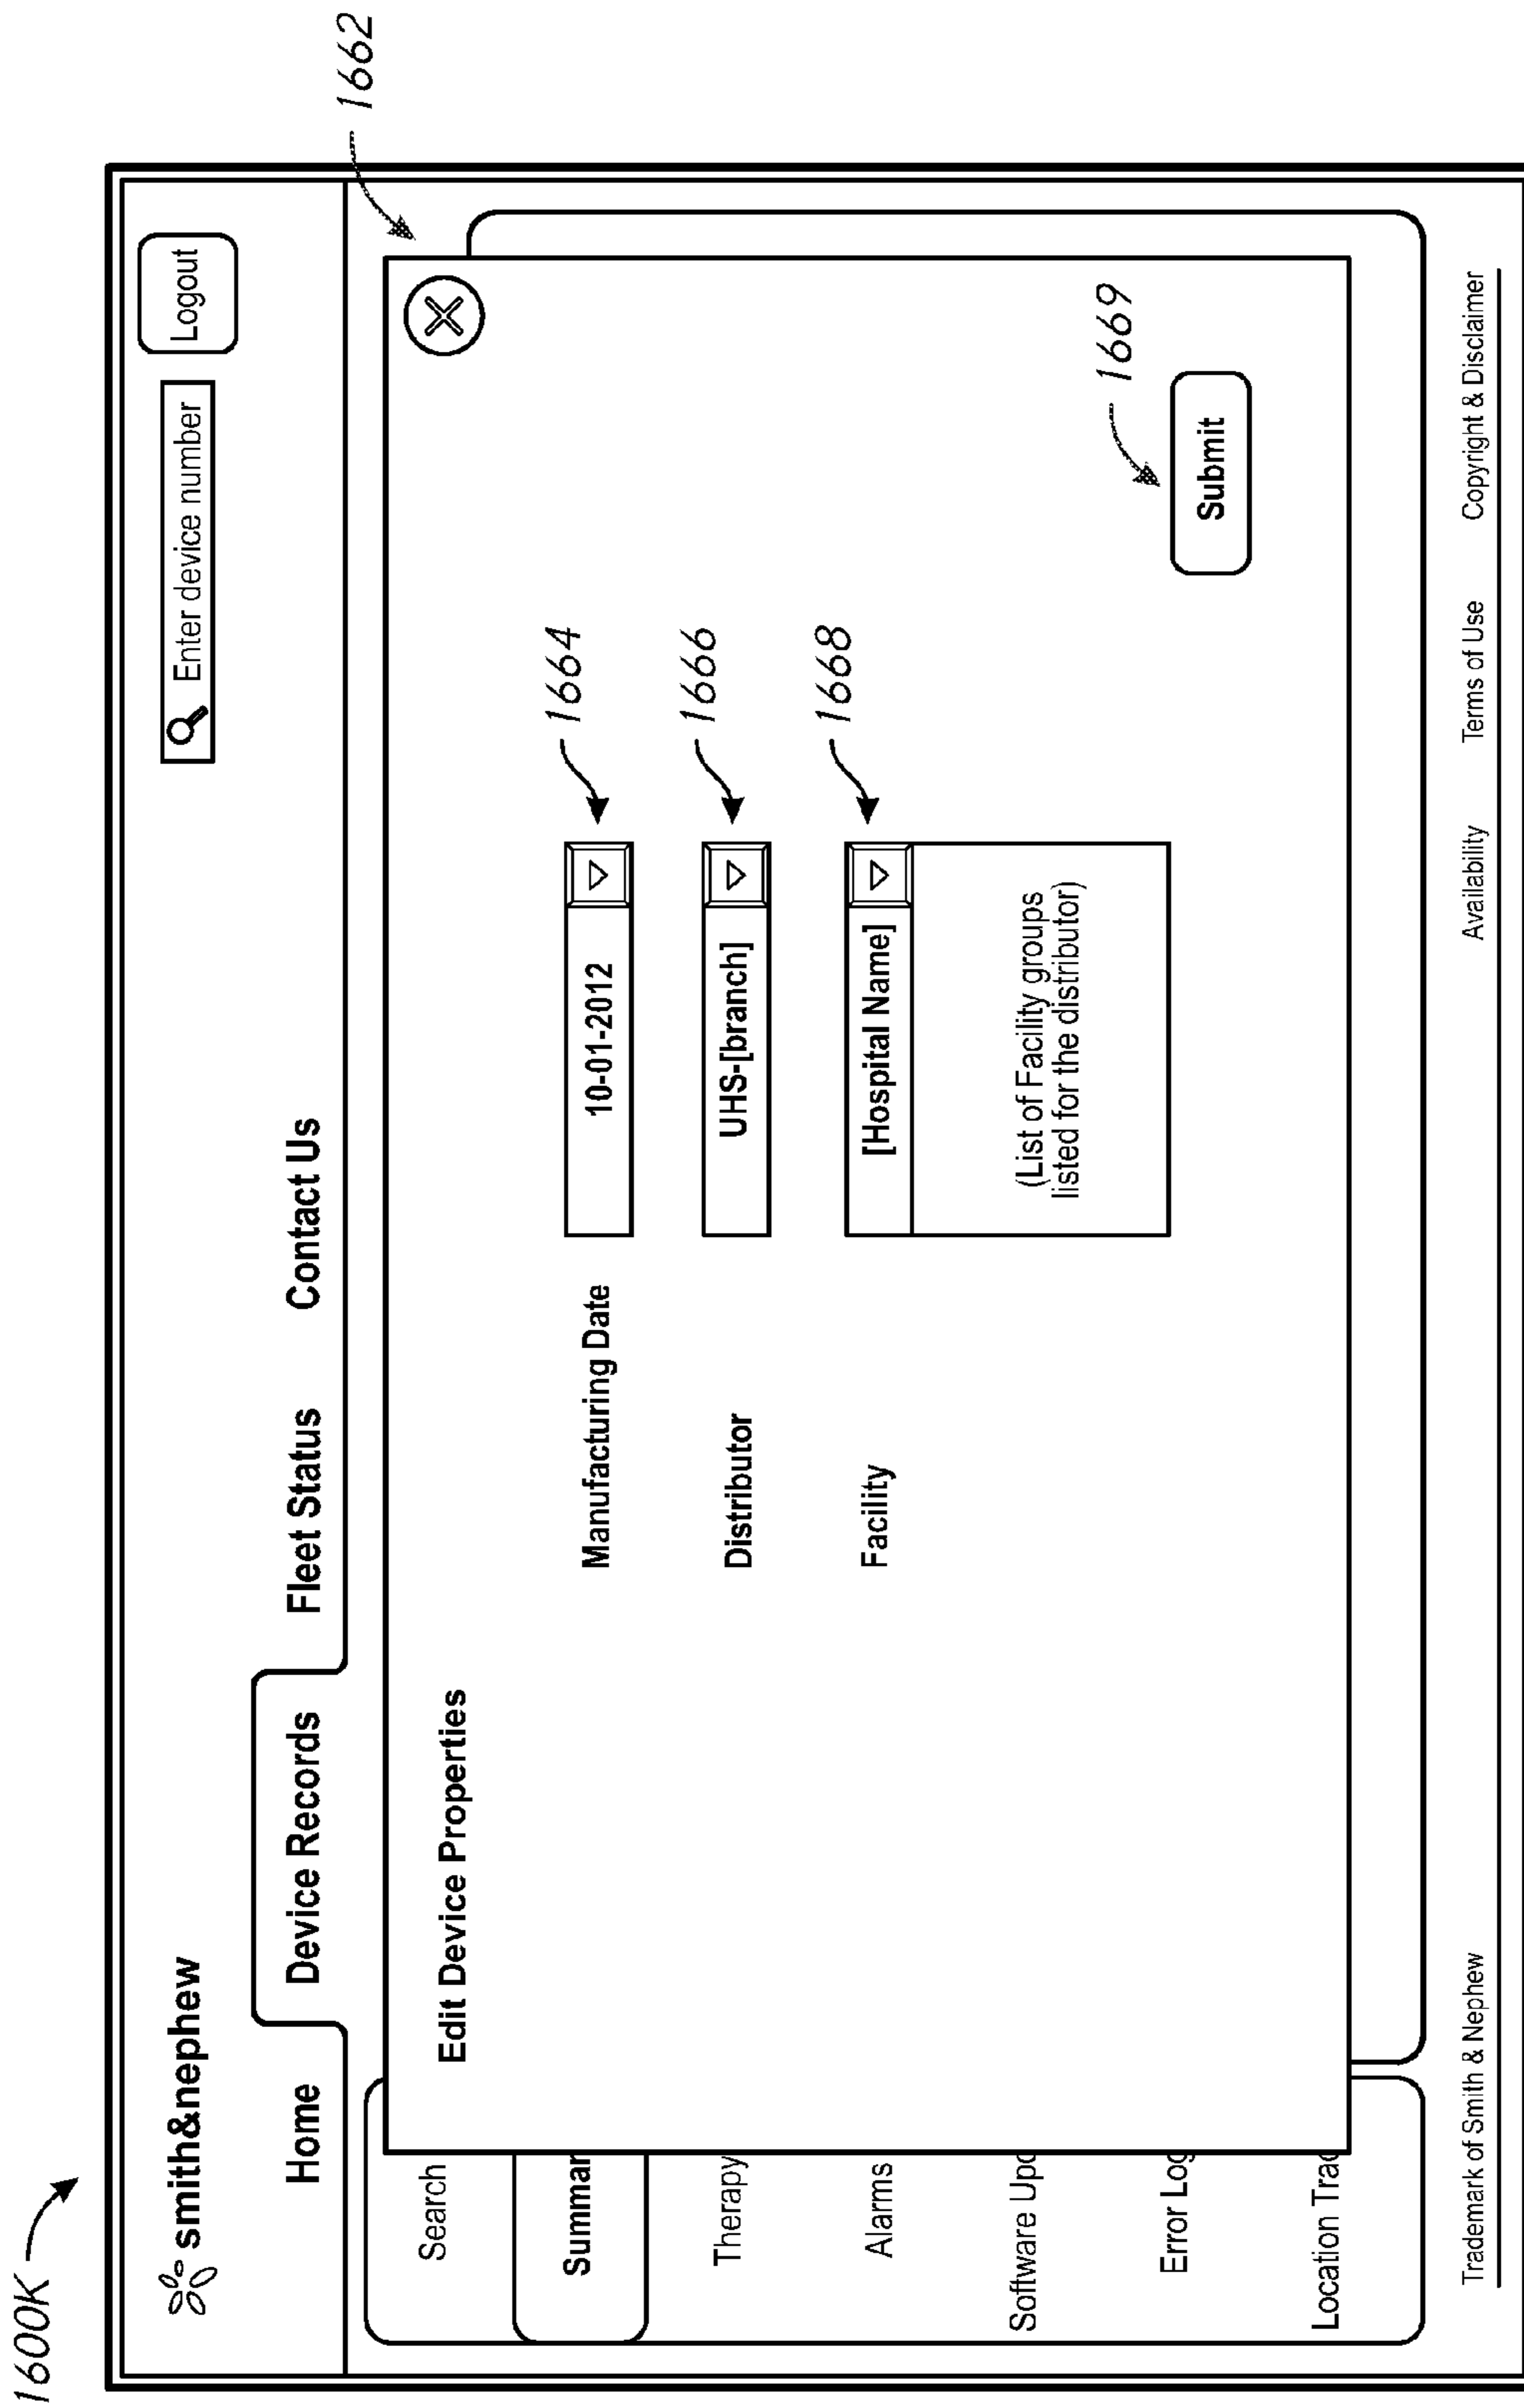 1600K
smith&nephew
Enter device number
Logout
Home
Device Records
Fleet Status
Contact Us
1662
Search
Summar
Therapy
Alarms
Software Upd
Error Log
Location Trac
Edit Device Properties
Manufacturing Date
10-01-2012
1664
Distributor
UHS-[branch]
1666
Facility
[Hospital Name]
1668
(List of Facility groups
listed for the distributor)
1669
Submit
Trademark of Smith & Nephew
Availability
Terms of Use
Copyright & Disclaimer